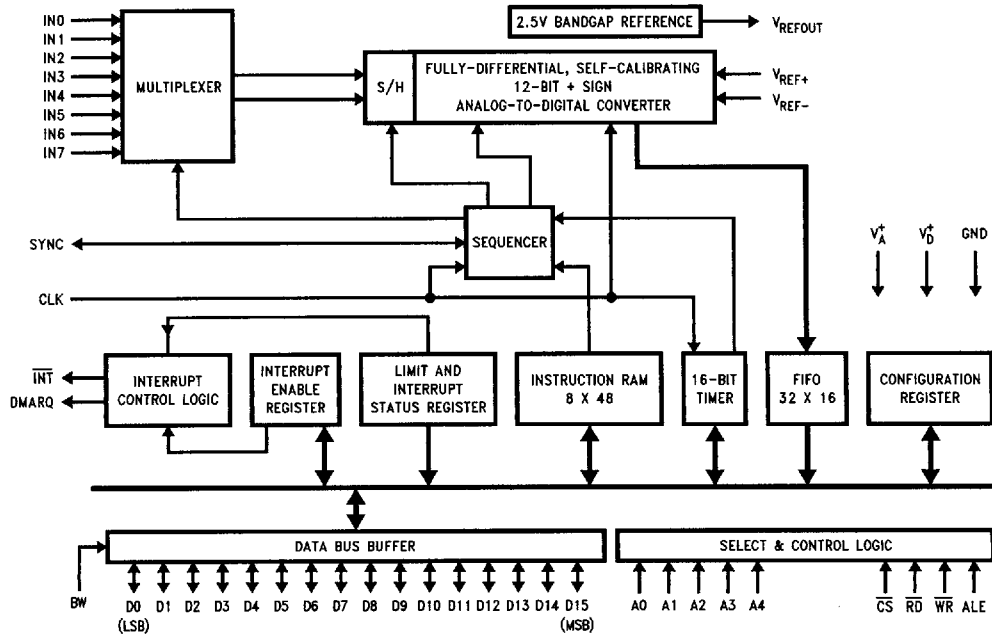 IN0
IN1
IN2
IN3
IN4
IN5
IN6
IN7
MULTIPLEXER
2.5V BANDGAP REFERENCE
VREFOUT
S/H
FULLY-DIFFERENTIAL, SELF-CALIBRATING
12-BIT + SIGN
ANALOG-TO-DIGITAL CONVERTER
VREF+
VREF-
SEQUENCER
SYNC
CLK
VA+
VD+
GND
INT
DMARQ
INTERRUPT
CONTROL LOGIC
INTERRUPT
ENABLE
REGISTER
LIMIT AND
INTERRUPT
STATUS REGISTER
INSTRUCTION RAM
8 X 48
16-BIT
TIMER
FIFO
32 X 16
CONFIGURATION
REGISTER
DATA BUS BUFFER
SELECT & CONTROL LOGIC
BW
D0 D1 D2 D3 D4 D5 D6 D7 D8 D9 D10 D11 D12 D13 D14 D15
(LSB) (MSB)
A0 A1 A2 A3 A4
CS RD WR ALE